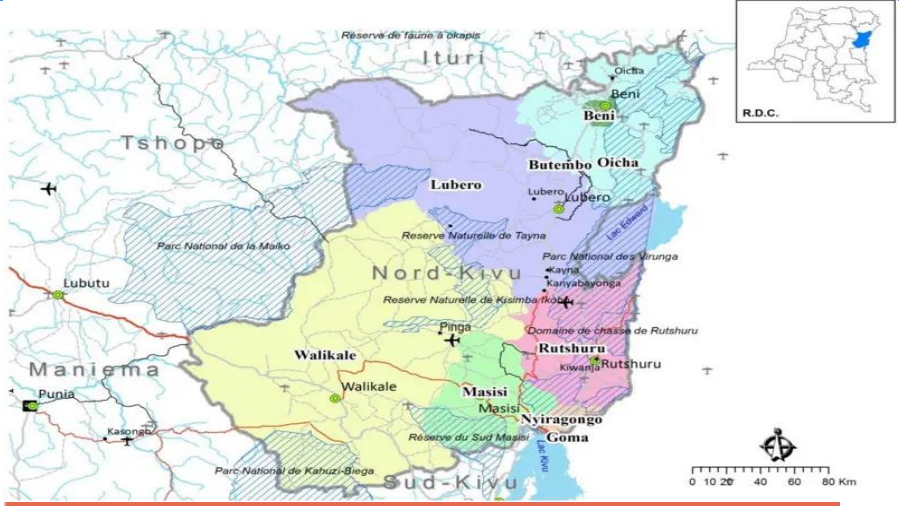 Reserve de faune à okapis
Ituri
Oicha
Beni
Beni
R.D.C.
Tshopo
Butembo Oicha
Lubero
Lubero
Lubero
Lac Edward
Reserve Naturelle de Tayna
Parc National de la Maiko
Parc National des Virunga
Nord-Kivu
Kayna
Kanyabayonga
Lubutu
Reserve Naturelle de Kisimba Ikoba
Pinga
Domaine de chasse de Rutshuru
Walikale
Rutshuru
Maniema
Kiwanja
Rutshuru
Walikale
Masisi
Punia
Masisi
Nyiragongo
Kasongo
Réserve du Sud Masisi
Goma
Lac Kivu
Parc National de Kahuzi-Biega
Sud-Kivu
0 10 20 40 60 80 Km